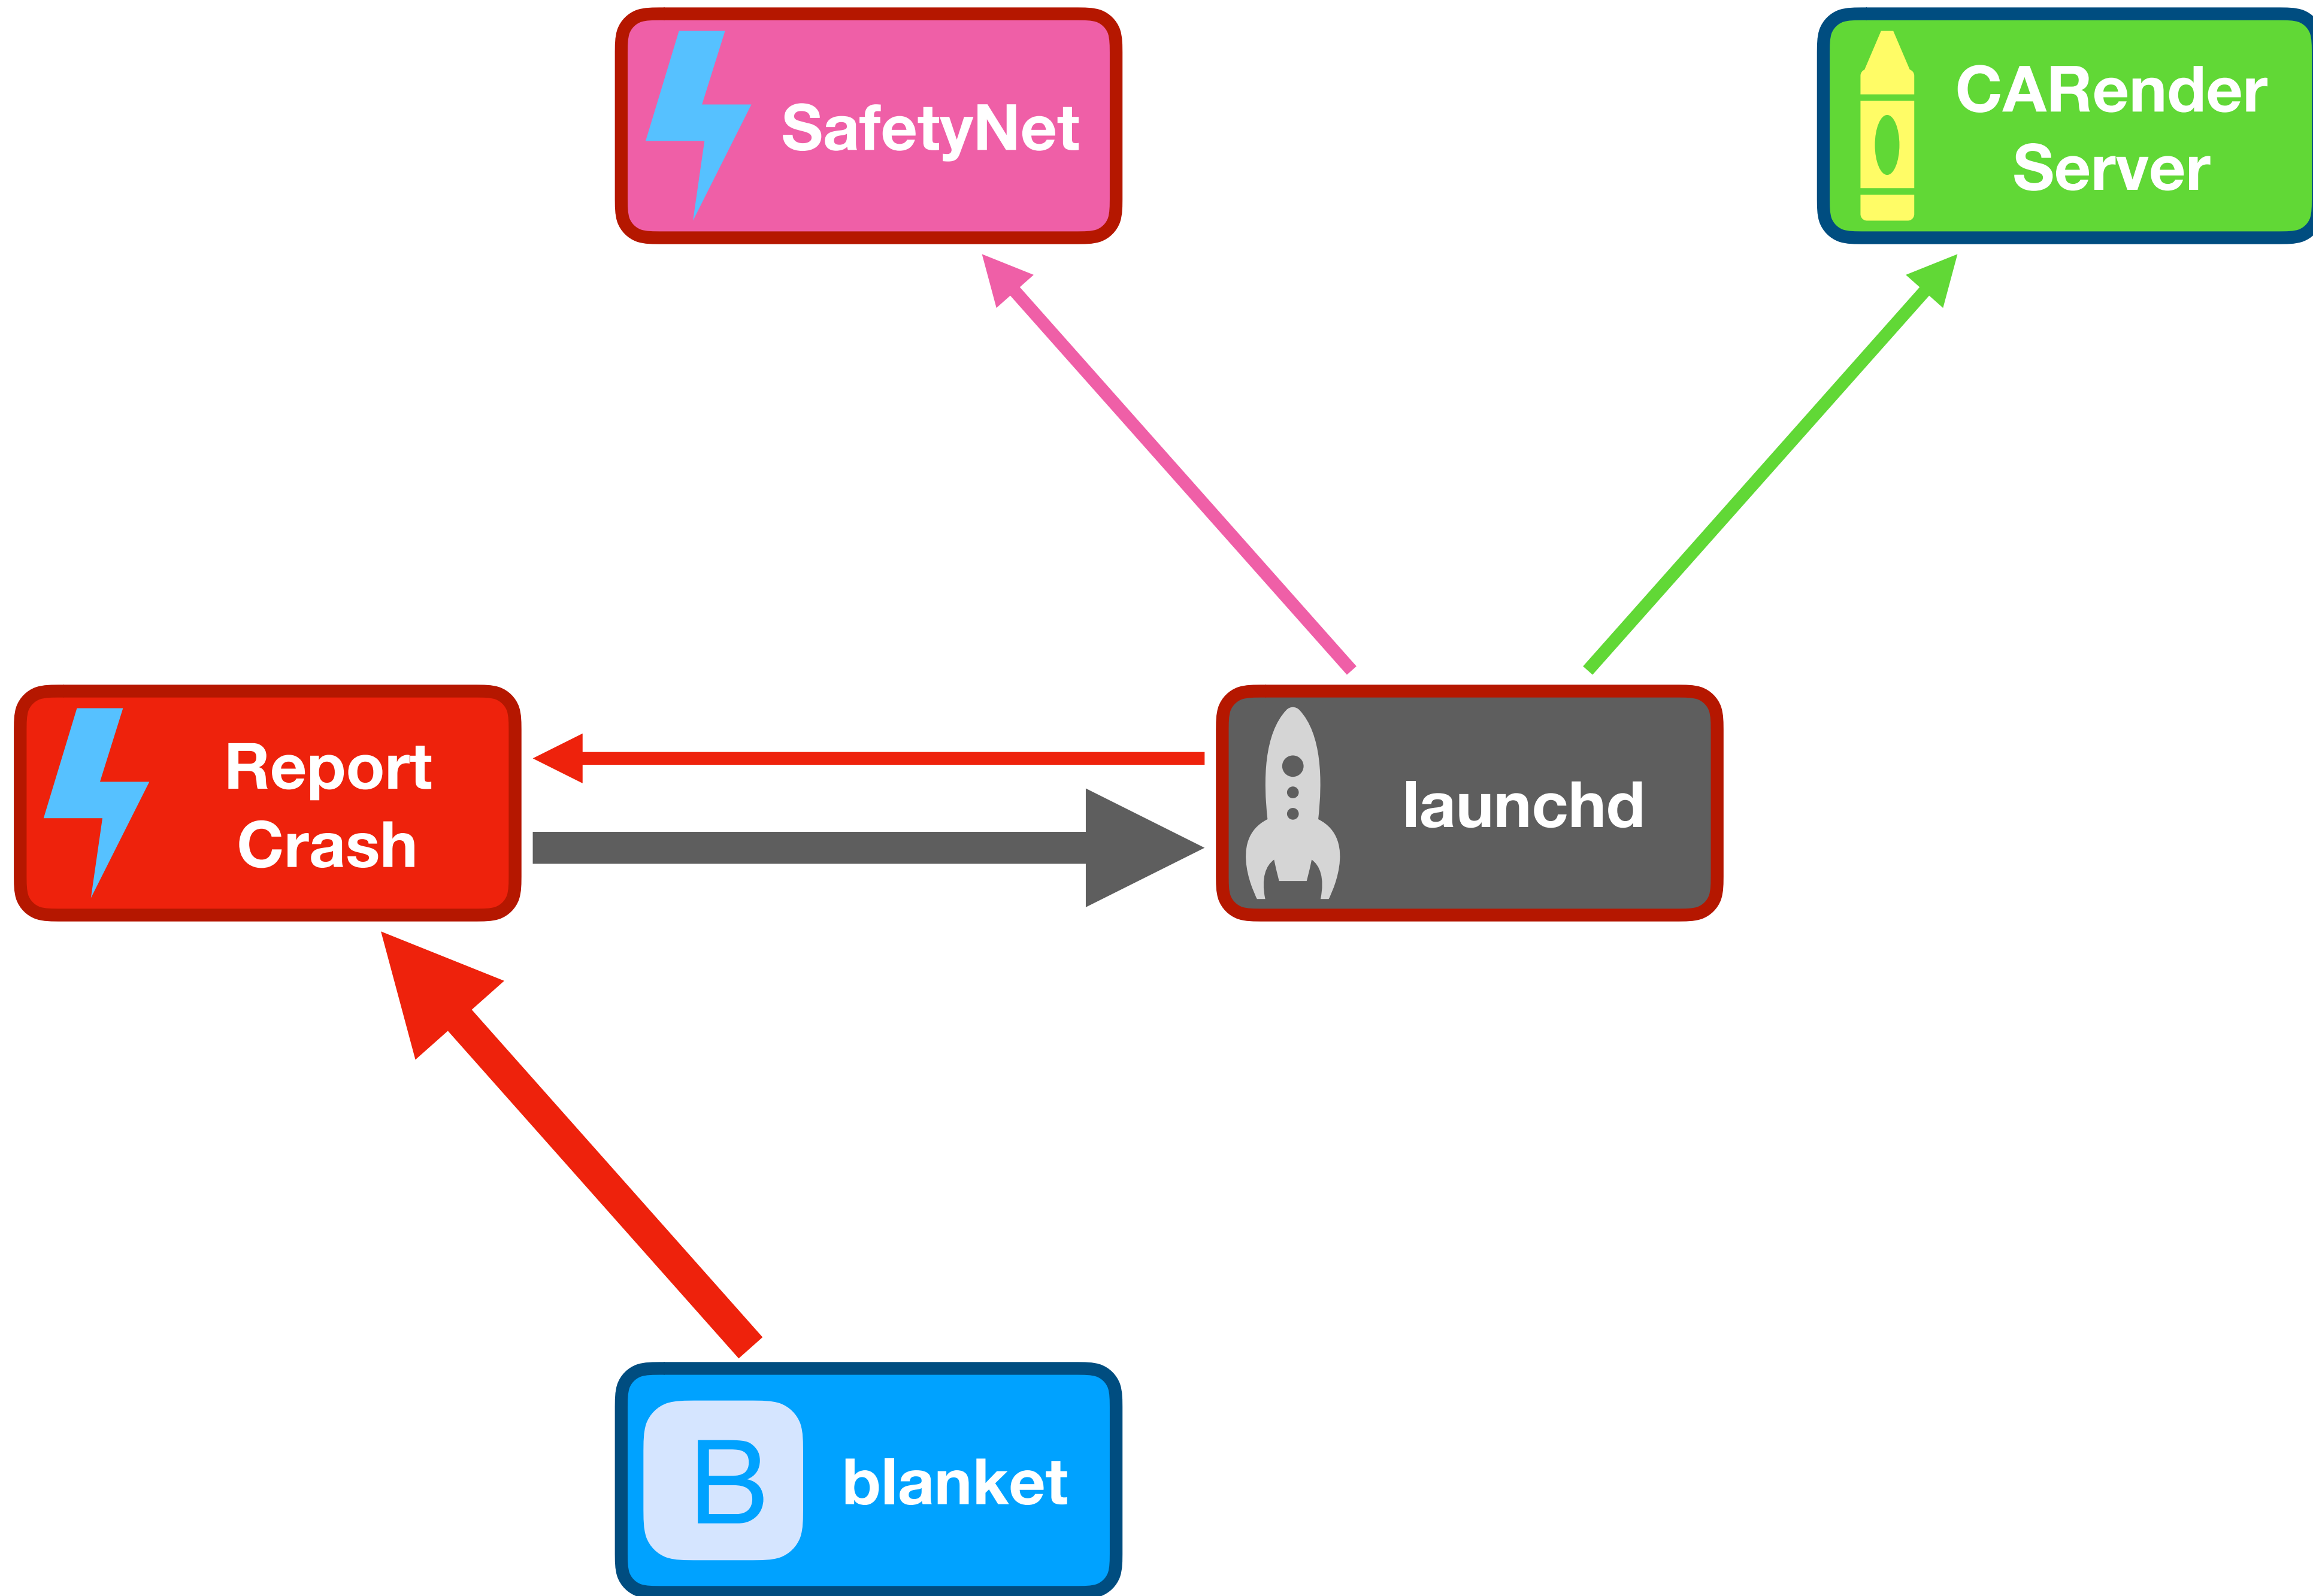 SafetyNet
CARender
Server
Report
Crash
launchd
B
blanket